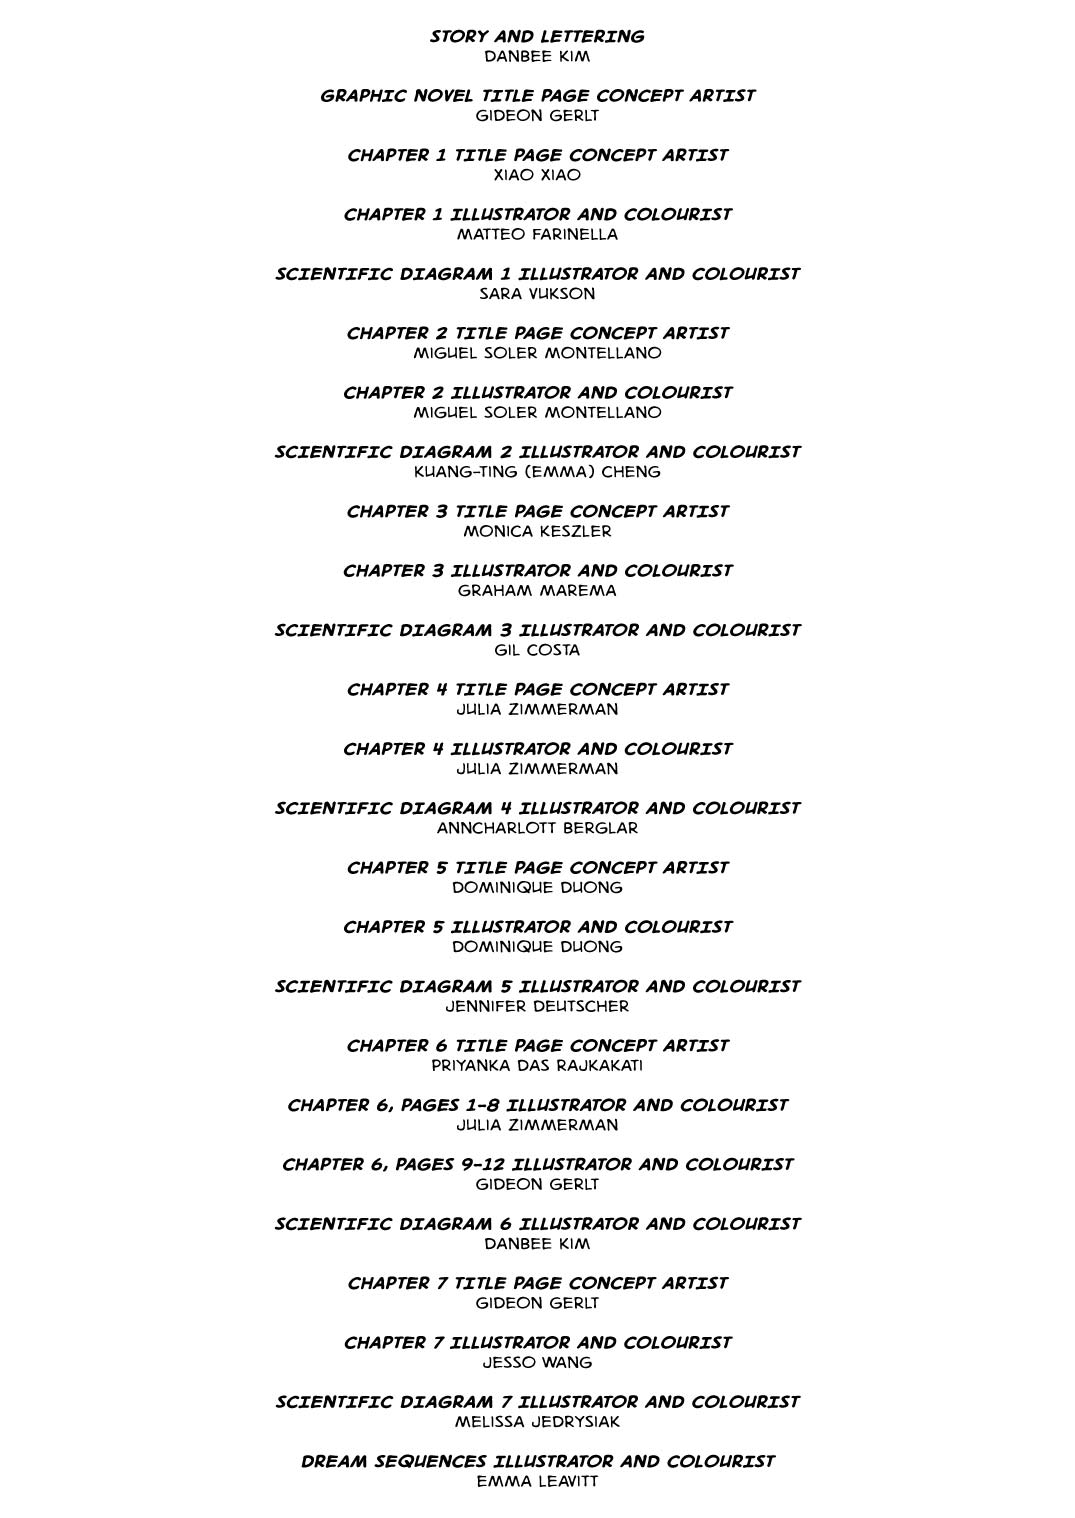 STORY AND LETTERING
DANBEE KIM
GRAPHIC NOVEL TITLE PAGE CONCEPT ARTIST
GIDEON GERLT
CHAPTER 1 TITLE PAGE CONCEPT ARTIST
XIAO XIAO
CHAPTER 1 ILLUSTRATOR AND COLOURIST
MATTEO FARINELLA
SCIENTIFIC DIAGRAM 1 ILLUSTRATOR AND COLOURIST
SARA VUKSON
CHAPTER 2 TITLE PAGE CONCEPT ARTIST
MIGUEL SOLER MONTELLANO
CHAPTER 2 ILLUSTRATOR AND COLOURIST
MIGUEL SOLER MONTELLANO
SCIENTIFIC DIAGRAM 2 ILLUSTRATOR AND COLOURIST
KUANG-TING (EMMA) CHENG
CHAPTER 3 TITLE PAGE CONCEPT ARTIST
MONICA KESZLER
CHAPTER 3 ILLUSTRATOR AND COLOURIST
GRAHAM MAREMA
SCIENTIFIC DIAGRAM 3 ILLUSTRATOR AND COLOURIST
GIL COSTA
CHAPTER 4 TITLE PAGE CONCEPT ARTIST
JULIA ZIMMERMAN
CHAPTER 4 ILLUSTRATOR AND COLOURIST
JULIA ZIMMERMAN
SCIENTIFIC DIAGRAM 4 ILLUSTRATOR AND COLOURIST
ANNCHARLOTT BERGLAR
CHAPTER 5 TITLE PAGE CONCEPT ARTIST
DOMINIQUE DUONG
CHAPTER 5 ILLUSTRATOR AND COLOURIST
DOMINIQUE DUONG
SCIENTIFIC DIAGRAM 5 ILLUSTRATOR AND COLOURIST
JENNIFER DEUTSCHER
CHAPTER 6 TITLE PAGE CONCEPT ARTIST
PRIYANKA DAS RAJKAKATI
CHAPTER 6, PAGES 1-8 ILLUSTRATOR AND COLOURIST
JULIA ZIMMERMAN
CHAPTER 6, PAGES 9-12 ILLUSTRATOR AND COLOURIST
GIDEON GERLT
SCIENTIFIC DIAGRAM 6 ILLUSTRATOR AND COLOURIST
DANBEE KIM
CHAPTER 7 TITLE PAGE CONCEPT ARTIST
GIDEON GERLT
CHAPTER 7 ILLUSTRATOR AND COLOURIST
JESSO WANG
SCIENTIFIC DIAGRAM 7 ILLUSTRATOR AND COLOURIST
MELISSA JEDRYSIAK
DREAM SEQUENCES ILLUSTRATOR AND COLOURIST
EMMA LEAVITT